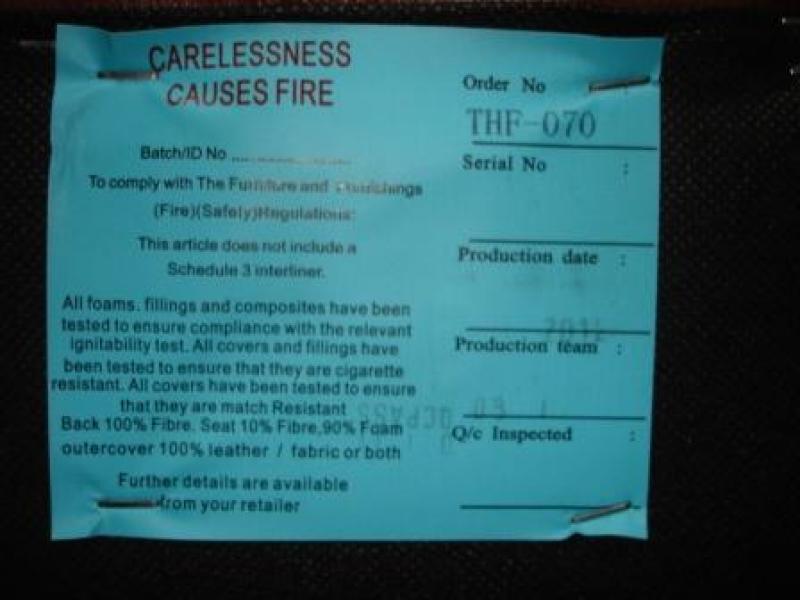 CARELESSNESS
CAUSES FIRE
Batch/ID No
To comply with The Furniture and Furnishings
(Fire)(Safety)Regulations:
This article does not include a
Schedule 3 interliner.
All foams. fillings and composites have been
tested to ensure compliance with the relevant
ignitability test. All covers and fillings have
been tested to ensure that they are cigarette
resistant. All covers have been tested to ensure
that they are match Resistant
Back 100% Fibre. Seat 10% Fibre,90% Foam
outercover 100% leather / fabric or both
Further details are available
from your retailer
Order No
THF-070
Serial No :
Production date :
Production team :
Q/c Inspected :